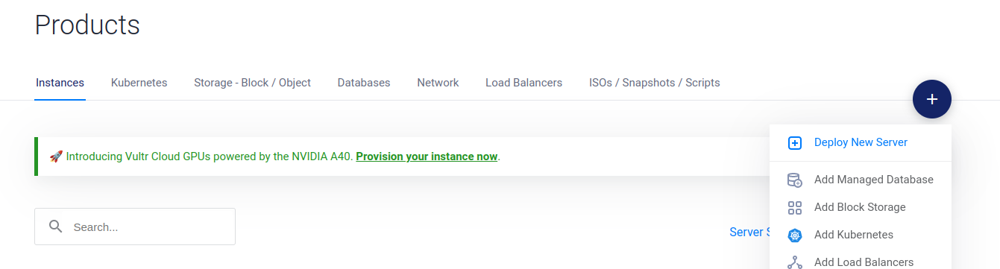 Products
Instances Kubernetes Storage - Block / Object Databases Network Load Balancers ISOs / Snapshots / Scripts
+
Deploy New Server
🚀 Introducing Vultr Cloud GPUs powered by the NVIDIA A40. Provision your instance now.
Add Managed Database
Add Block Storage
Search...
Server S
Add Kubernetes
Add Load Balancers